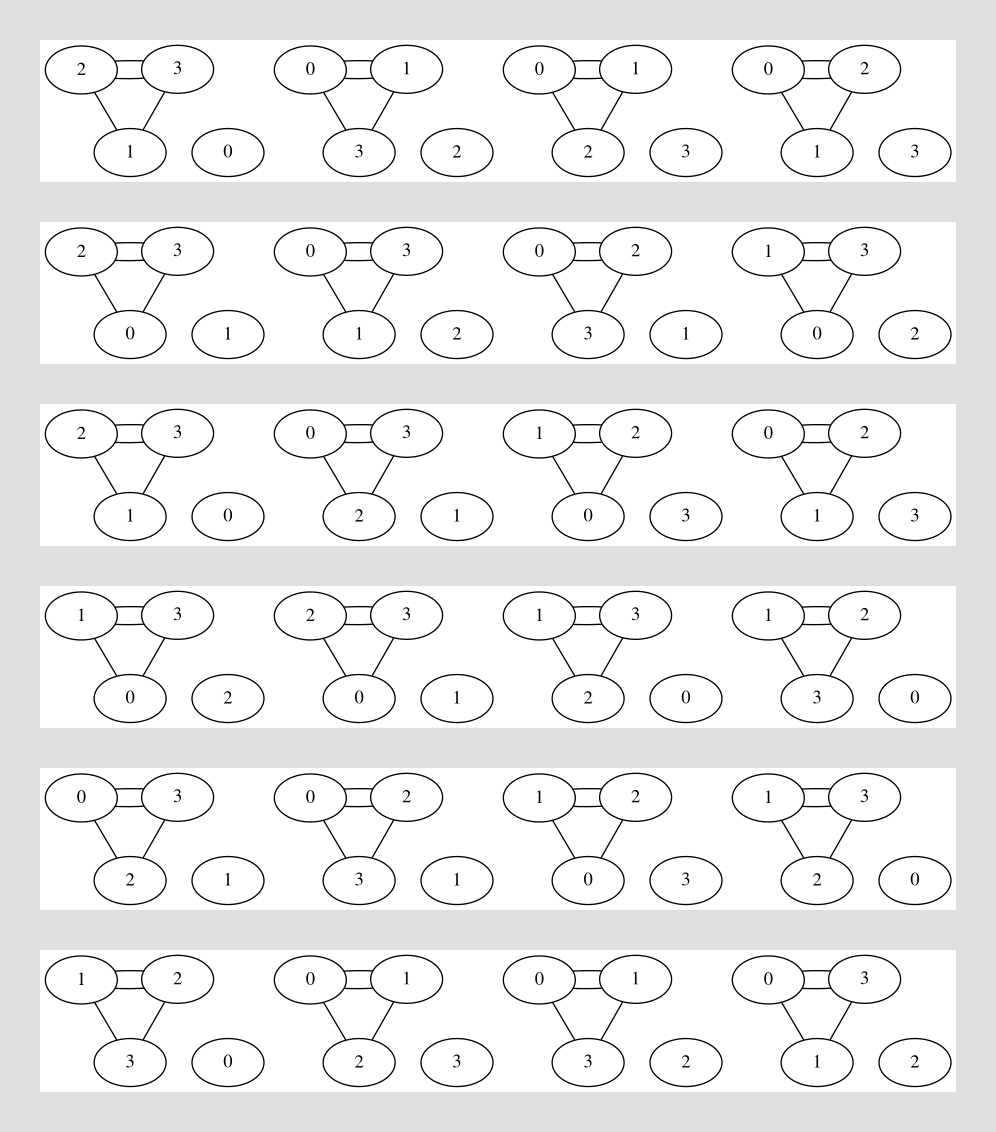 2 3 0 1 0 1 0 2
1 0 3 2 2 3 1 3
2 3 0 3 0 2 1 3
0 1 1 2 3 1 0 2
2 3 0 3 1 2 0 2
1 0 2 1 0 3 1 3
1 3 2 3 1 3 1 2
0 2 0 1 2 0 3 0
0 3 0 2 1 2 1 3
2 1 3 1 0 3 2 0
1 2 0 1 0 1 0 3
3 0 2 3 3 2 1 2